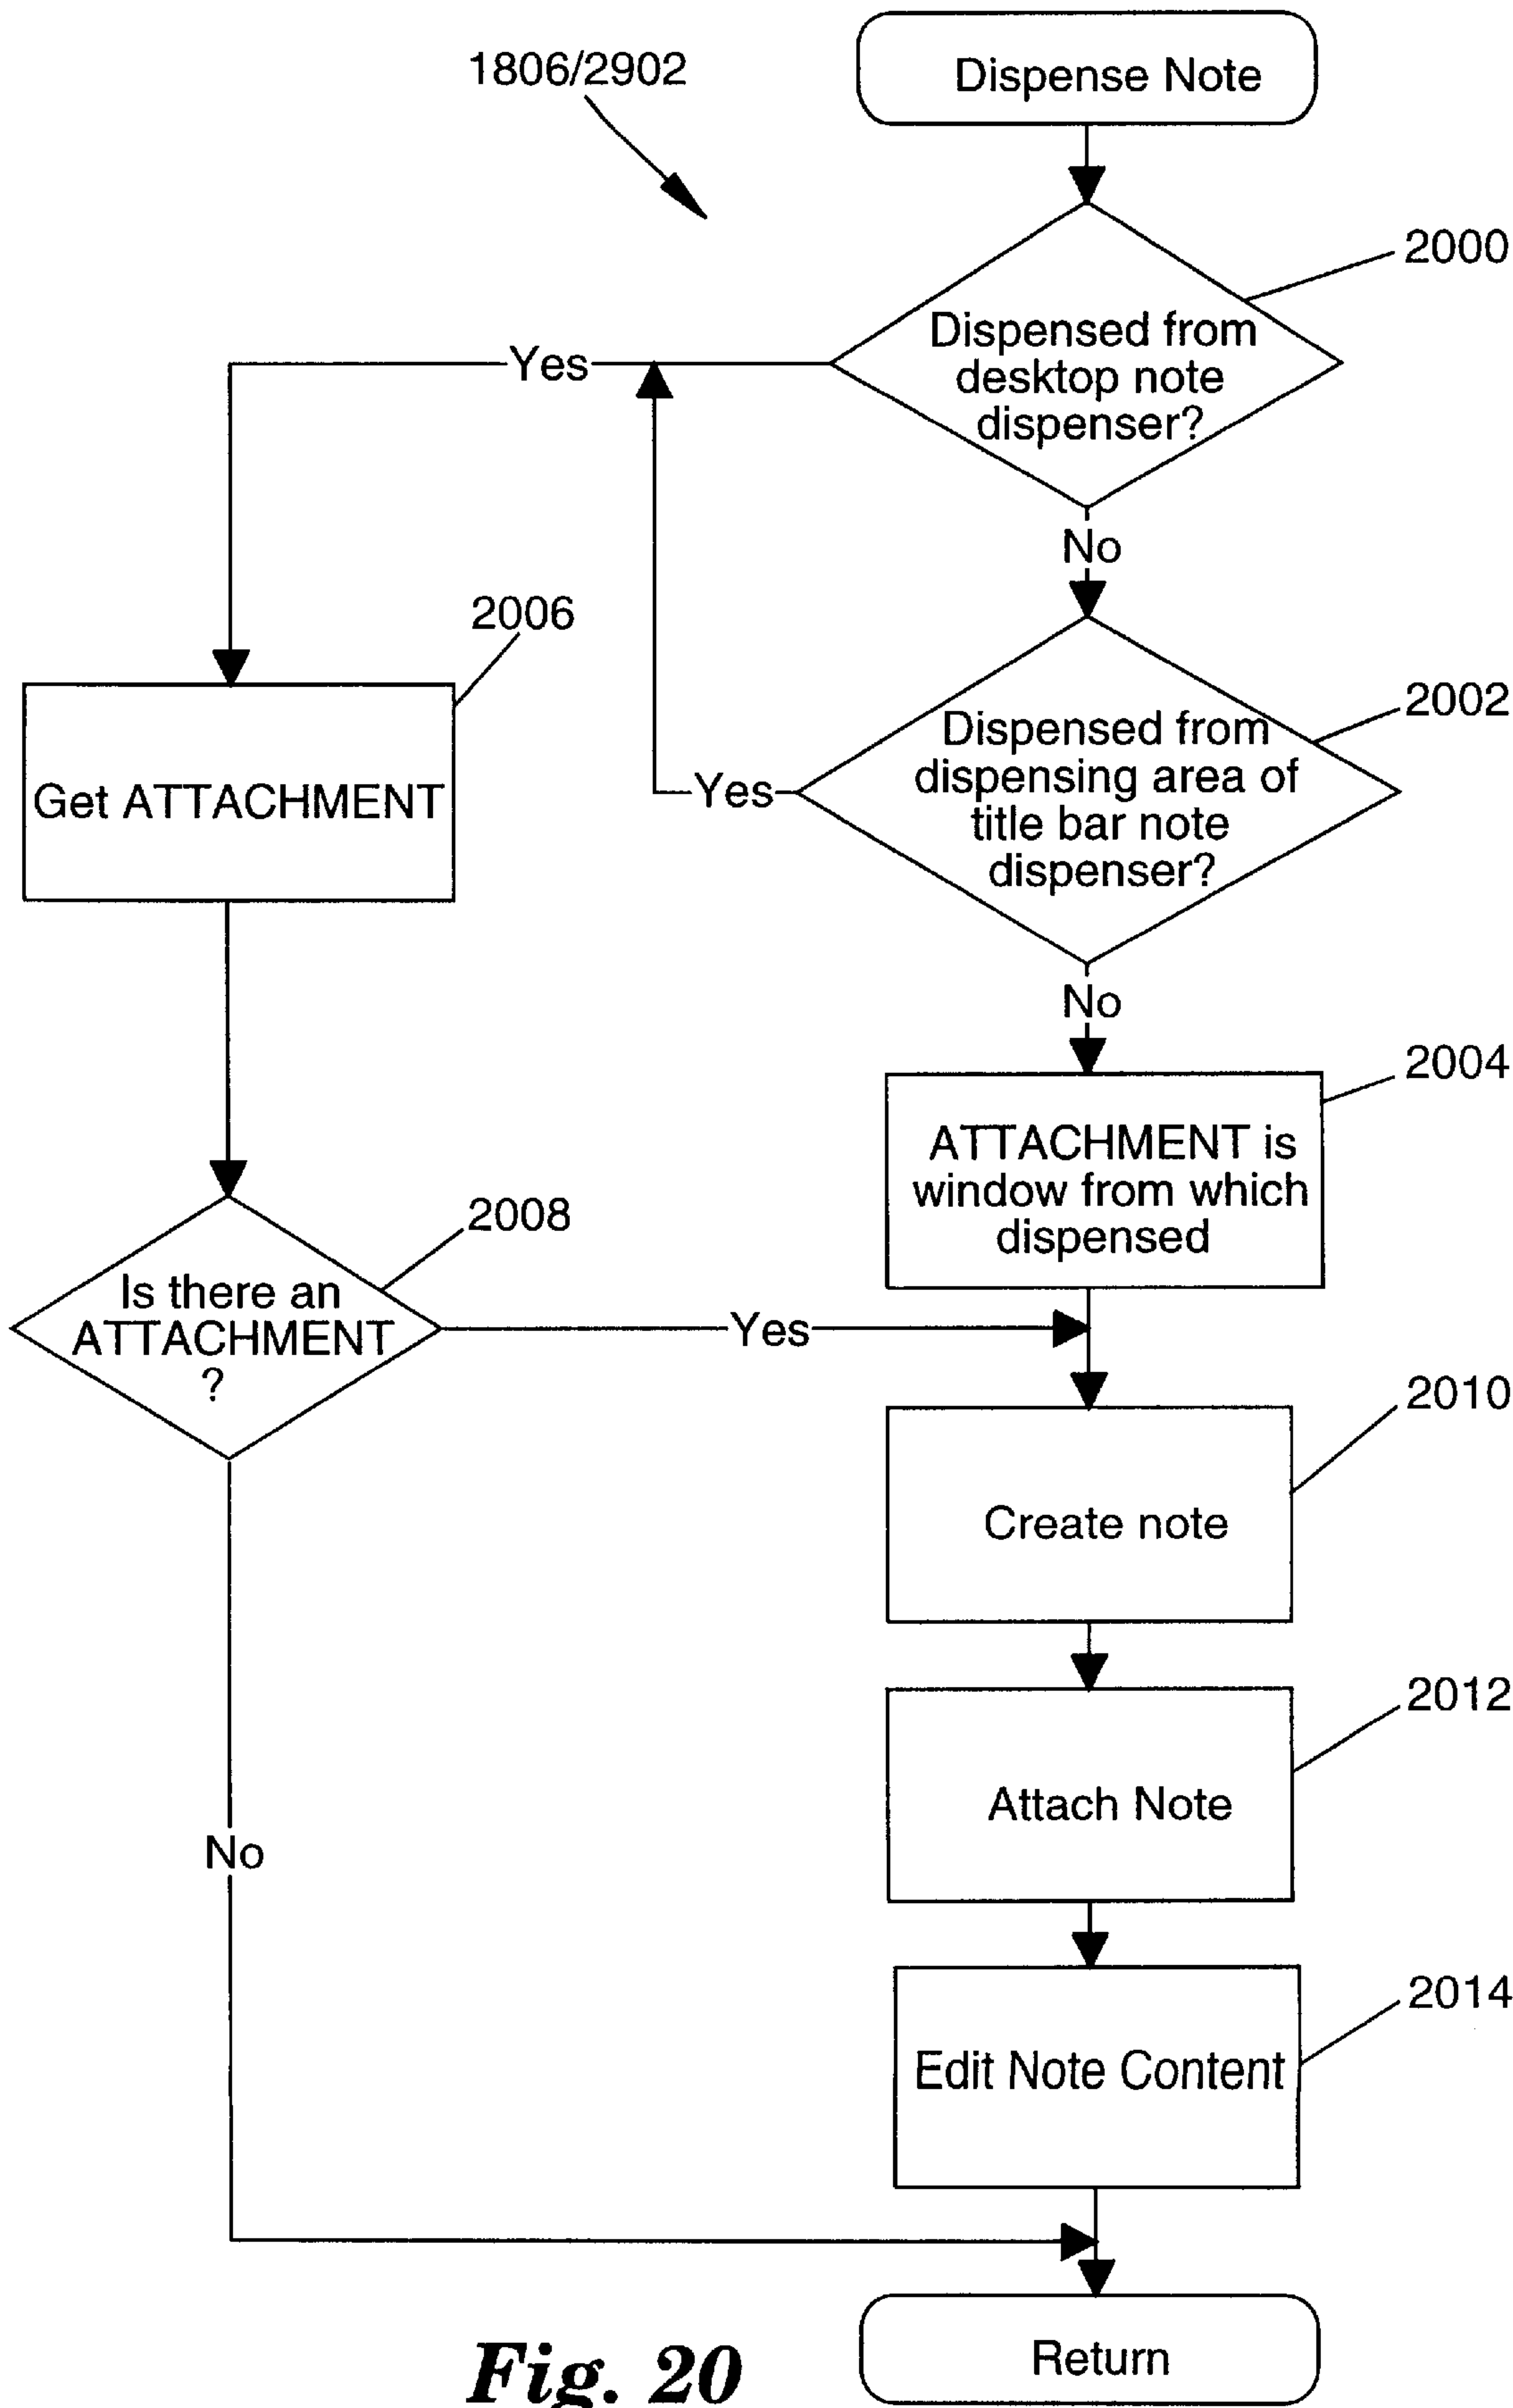 Dispense Note
1806/2902
2000
Dispensed from
desktop note
dispenser?
Yes
No
2006
2002
Dispensed from
dispensing area of
title bar note
dispenser?
Yes
Get ATTACHMENT
No
2004
ATTACHMENT is
window from which
dispensed
2008
Is there an
ATTACHMENT
?
Yes
2010
Create note
2012
Attach Note
No
2014
Edit Note Content
Return
Fig. 20